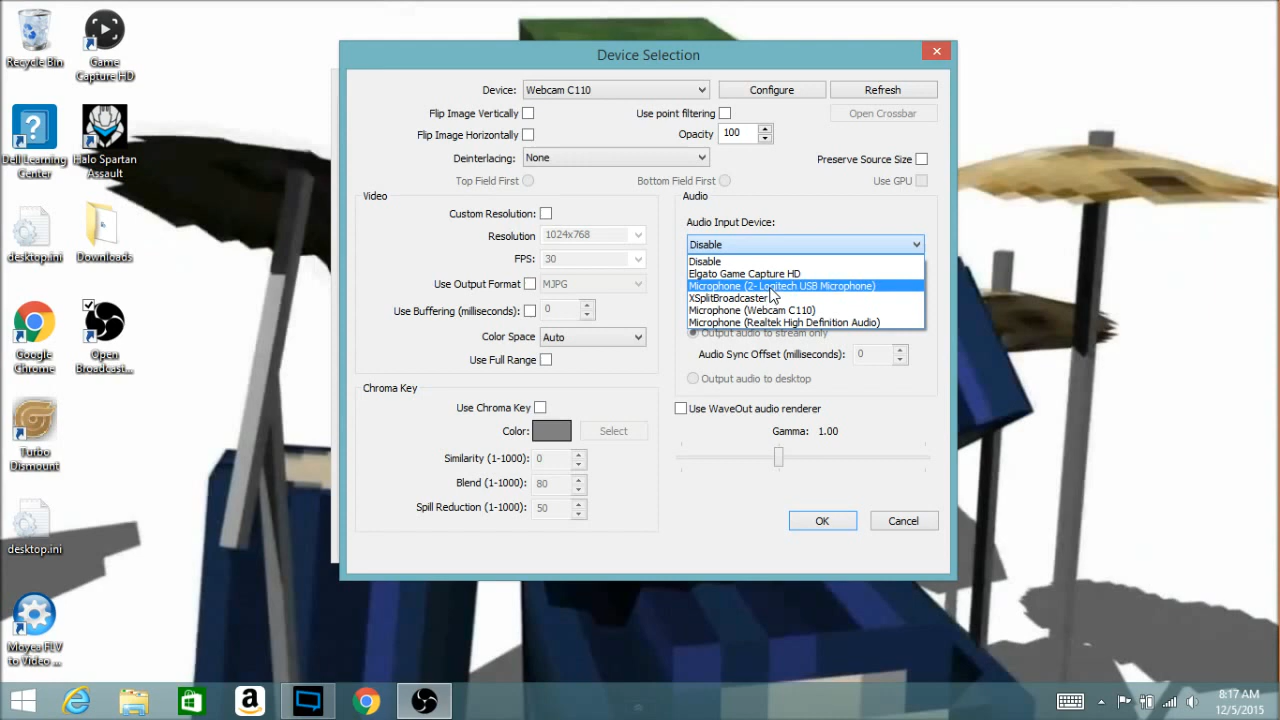 Device Selection
Device:
Webcam C110
Configure
Refresh
Flip Image Vertically
Use point filtering
Open Crossbar
Flip Image Horizontally
Opacity
100
Deinterlacing:
None
Preserve Source Size
Top Field First
Bottom Field First
Use GPU
Video
Custom Resolution:
Resolution
1024x768
FPS:
30
Use Output Format
MJPG
Use Buffering (milliseconds):
0
Color Space
Auto
Use Full Range
Chroma Key
Use Chroma Key
Color:
Select
Similarity (1-1000)
0
Blend (1-1000)
80
Spill Reduction (1-1000):
50
Audio
Audio Input Device:
Disable
Disable
Elgato Game Capture HD
Microphone (2- Logitech USB Microphone)
XSplitBroadcaster
Microphone (Webcam C110)
Microphone (Realtek High Definition Audio)
Output audio to stream only
Audio Sync Offset (milliseconds):
0
Output audio to desktop
Use WaveOut audio renderer
Gamma:
1.00
OK
Cancel
Recycle Bin
Game
Capture HD
Dell Learning
Center
Halo Spartan
Assault
desktop.ini
Downloads
Google
Chrome
Open
Broadcast...
Turbo
Dismount
desktop.ini
Moyea FLV
to Video ...
8:17 AM
12/5/2015